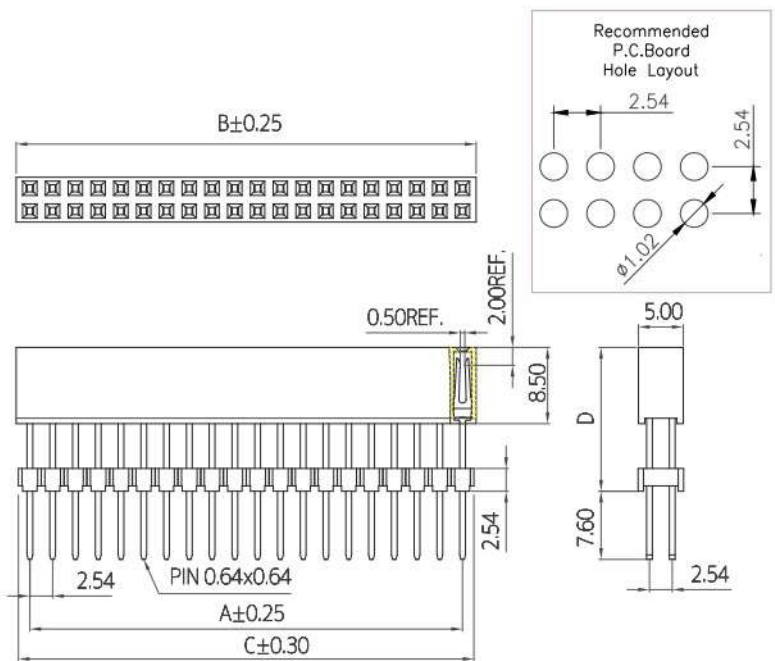 Recommended
P.C.Board
Hole Layout
2.54
2.54
ø1.02
B±0.25
0.50REF.
2.00REF.
5.00
8.50
D
2.54
7.60
2.54
PIN 0.64x0.64
2.54
A±0.25
C±0.30